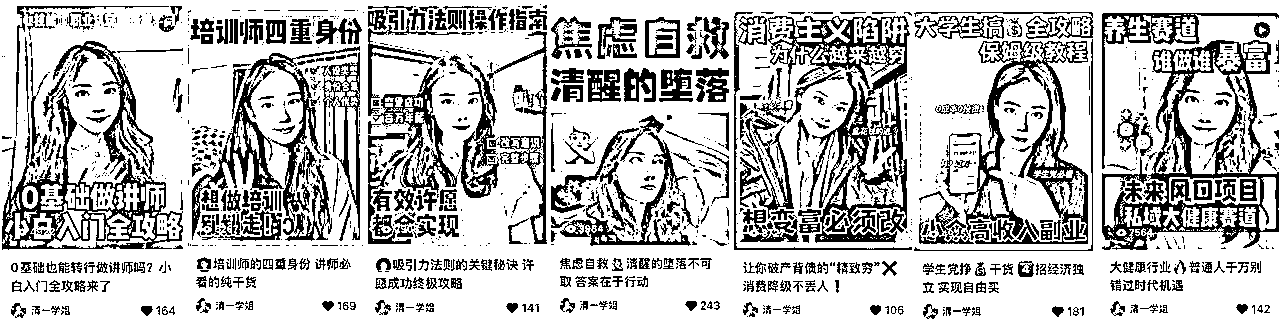 0基础做讲师
小白入门全攻略
0基础也能转行做讲师吗？小
白入门全攻略来了
清一学姐
164
培训师四重身份
想做培训
别走
培训师的四重身份 讲师必
看的纯干货
清一学姐
169
吸引力法则操作指南
有效许愿
都会实现
吸引力法则的关键秘诀 许
愿成功终极攻略
清一学姐
141
焦虑自救
清醒的堕落
焦虑自救 清醒的堕落不可
取 答案在于行动
清一学姐
243
消费主义陷阱
为什么越来越穷
想变富必须改
让你破产背债的“精致穷”❌
消费降级不丢人❗
清一学姐
106
大学生搞💰全攻略
保姆级教程
高收入副业
学生党挣💰干货 招经济独
立 实现自由买
清一学姐
181
养生赛道
谁做谁暴富
未来风口项目
私域大健康赛道
大健康行业🔥普通人千万别
错过时代机遇
清一学姐
142